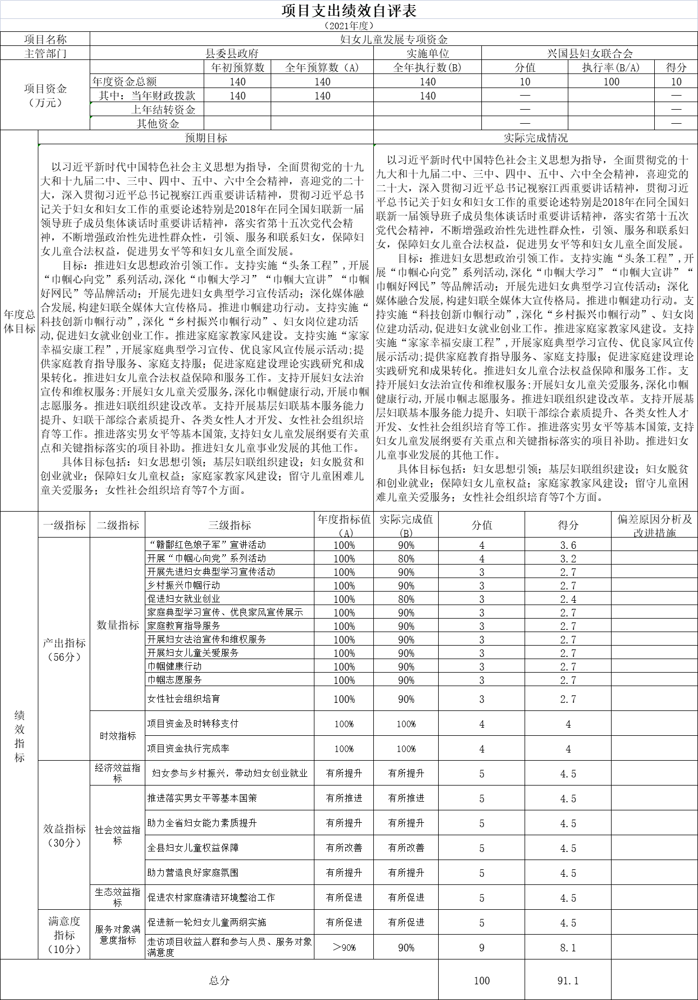 项目支出绩效自评表
（2021年度）
项目名称 妇女儿童发展专项资金
主管部门 县委县政府 实施单位 兴国县妇女联合会
项目资金
（万元）
年初预算数 全年预算数（A） 全年执行数(B) 分值 执行率(B/A) 得分
年度资金总额 140 140 140 10 100 10
其中：当年财政拨款 140 140 140 — —
上年结转资金 — —
其他资金 — —
年度总
体目标
预期目标
以习近平新时代中国特色社会主义思想为指导，全面贯彻党的十九
大和十九届二中、三中、四中、五中、六中全会精神，喜迎党的二十
大，深入贯彻习近平总书记视察江西重要讲话精神，贯彻习近平总书
记关于妇女和妇女工作的重要论述特别是2018年在同全国妇联新一届
领导班子成员集体谈话时重要讲话精神，落实省第十五次党代会精
神，不断增强政治性先进性群众性，引领、服务和联系妇女，保障妇
女儿童合法权益，促进男女平等和妇女儿童全面发展。
目标：推进妇女思想政治引领工作。支持实施“头条工程”,开展
“巾帼心向党”系列活动,深化“巾帼大学习”“巾帼大宣讲”“巾帼
好网民”等品牌活动；开展先进妇女典型学习宣传活动；深化媒体融
合发展,构建妇联全媒体大宣传格局。推进巾帼建功行动。支持实施“
科技创新巾帼行动”,深化“乡村振兴巾帼行动”、妇女岗位建功活
动,促进妇女就业创业工作。推进家庭家教家风建设。支持实施“家家
幸福安康工程”,开展家庭典型学习宣传、优良家风宣传展示活动;提
供家庭教育指导服务、家庭支持服；促进家庭建设理论实践研究和成
果转化。推进妇女儿童合法权益保障和服务工作。支持开展妇女法治
宣传和维权服务:开展妇女儿童关爱服务,深化巾帼健康行动,开展巾帼
志愿服务。推进妇联组织建设改革。支持开展基层妇联基本服务能力
提升、妇联干部综合素质提升、各类女性人才开发、女性社会组织培
育等工作。推进落实男女平等基本国策,支持妇女儿童发展纲要有关重
点和关键指标落实的项目补助。推进妇女儿童事业发展的其他工作。
具体目标包括：妇女思想引领；基层妇联组织建设；妇女脱贫和
创业就业；保障妇女儿童权益；家庭家教家风建设；留守儿童困难儿
童关爱服务；女性社会组织培育等7个方面。
实际完成情况
以习近平新时代中国特色社会主义思想为指导，全面贯彻党的十
九大和十九届二中、三中、四中、五中、六中全会精神，喜迎党的
二十大，深入贯彻习近平总书记视察江西重要讲话精神，贯彻习近
平总书记关于妇女和妇女工作的重要论述特别是2018年在同全国妇
联新一届领导班子成员集体谈话时重要讲话精神，落实省第十五次
党代会精神，不断增强政治性先进性群众性，引领、服务和联系妇
女，保障妇女儿童合法权益，促进男女平等和妇女儿童全面发展。
目标：推进妇女思想政治引领工作。支持实施“头条工程”,开
展“巾帼心向党”系列活动,深化“巾帼大学习”“巾帼大宣讲”“
巾帼好网民”等品牌活动；开展先进妇女典型学习宣传活动；深化
媒体融合发展,构建妇联全媒体大宣传格局。推进巾帼建功行动。支
持实施“科技创新巾帼行动”,深化“乡村振兴巾帼行动”、妇女岗
位建功活动,促进妇女就业创业工作。推进家庭家教家风建设。支持
实施“家家幸福安康工程”,开展家庭典型学习宣传、优良家风宣传
展示活动;提供家庭教育指导服务、家庭支持服；促进家庭建设理论
实践研究和成果转化。推进妇女儿童合法权益保障和服务工作。支
持开展妇女法治宣传和维权服务:开展妇女儿童关爱服务,深化巾帼
健康行动,开展巾帼志愿服务。推进妇联组织建设改革。支持开展基
层妇联基本服务能力提升、妇联干部综合素质提升、各类女性人才
开发、女性社会组织培育等工作。推进落实男女平等基本国策,支持
妇女儿童发展纲要有关重点和关键指标落实的项目补助。推进妇女
儿童事业发展的其他工作。
具体目标包括：妇女思想引领；基层妇联组织建设；妇女脱贫
和创业就业；保障妇女儿童权益；家庭家教家风建设；留守儿童困
难儿童关爱服务；女性社会组织培育等7个方面。
绩
效
指
标
一级指标 二级指标 三级指标 年度指标值（A） 实际完成值(B) 分值 得分 偏差原因分析及改进措施
产出指标
（56分）
数量指标
“赣鄱红色娘子军”宣讲活动 100% 90% 4 3.6
开展“巾帼心向党”系列活动 100% 80% 4 3.2
开展先进妇女典型学习宣传活动 100% 90% 3 2.7
乡村振兴巾帼行动 100% 90% 3 2.7
促进妇女就业创业 100% 80% 3 2.4
家庭典型学习宣传、优良家风宣传展示 100% 90% 3 2.7
家庭教育指导服务 100% 90% 3 2.7
开展妇女法治宣传和维权服务 100% 90% 3 2.7
开展妇女儿童关爱服务 100% 90% 3 2.7
巾帼健康行动 100% 90% 3 2.7
巾帼志愿服务 100% 90% 3 2.7
女性社会组织培育 100% 90% 3 2.7
时效指标
项目资金及时转移支付 100% 100% 4 4
项目资金执行完成率 100% 100% 4 4
效益指标
（30分）
经济效益指
标
妇女参与乡村振兴，带动妇女创业就业 有所提升 有所提升 5 4.5
社会效益指
标
推进落实男女平等基本国策 有所推进 有所推进 5 4.5
助力全省妇女能力素质提升 有所提升 有所提升 5 4.5
全县妇女儿童权益保障 有所改善 有所改善 5 4.5
助力营造良好家庭氛围 有所提升 有所提升 5 4.5
生态效益指
标
促进农村家庭清洁环境整治工作 有所促进 有所促进 5 4.5
满意度
指标
（10分）
服务对象满
意度指标
促进新一轮妇女儿童两纲实施 有所促进 有所促进 5 4.5
走访项目收益人群和参与人员、服务对象
满意度 ＞90% 90% 9 8.1
总分 100 91.1